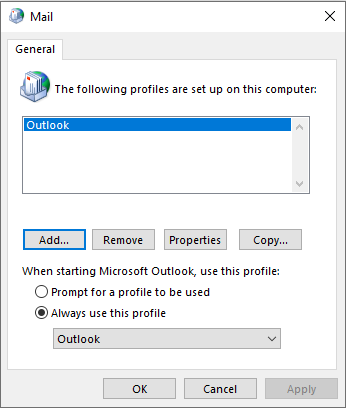 Mail
General
The following profiles are set up on this computer:
Outlook
Add...
Remove
Properties
Copy...
When starting Microsoft Outlook, use this profile:
Prompt for a profile to be used
Always use this profile
Outlook
OK
Cancel
Apply